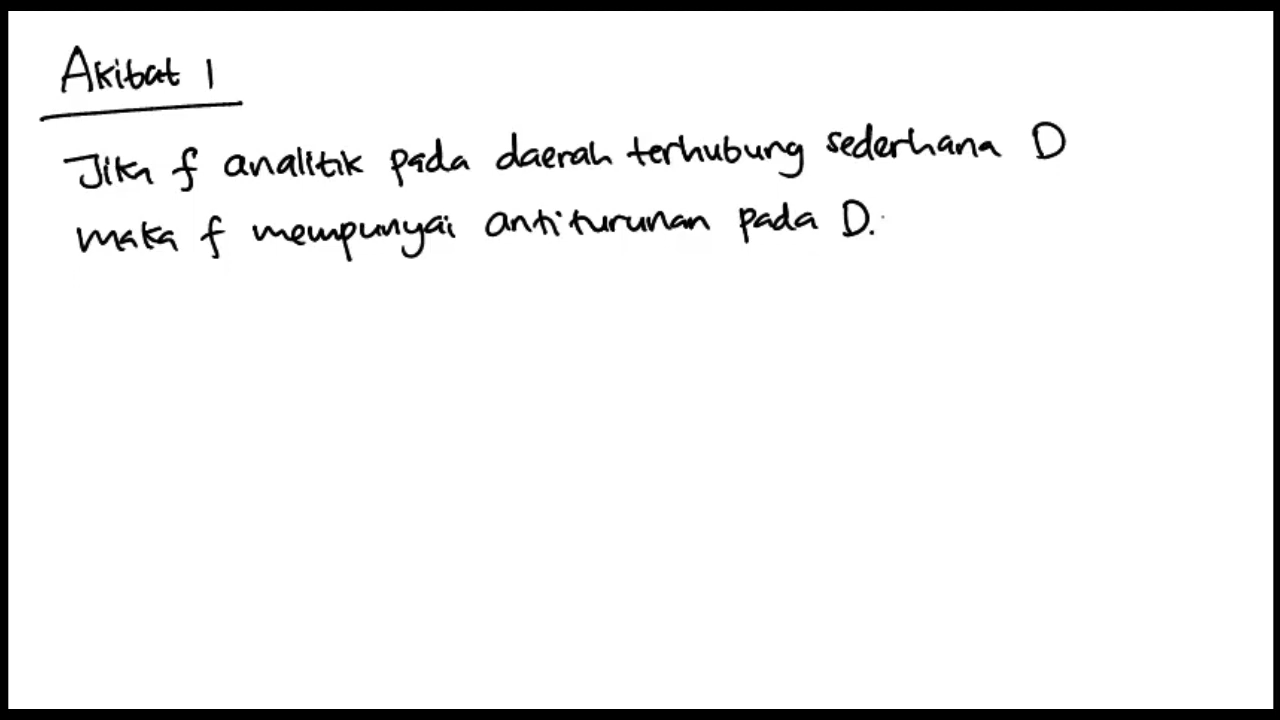 Akibat 1
Jika f analitik pada daerah terhubung sederhana D
maka f mempunyai antiturunan pada D.